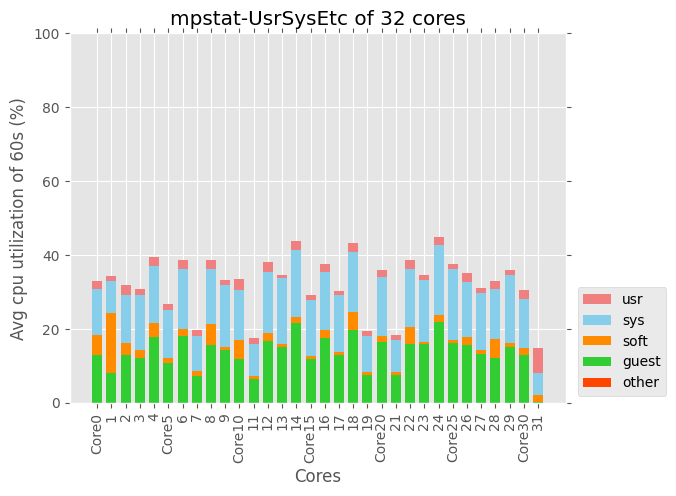 mpstat-UsrSysEtc of 32 cores
100
80
60
40
20
0
Avg cpu utilization of 60s (%)
Core0
1
2
3
4
Core5
6
7
8
9
Core10
11
12
13
14
Core15
16
17
18
19
Core20
21
22
23
24
Core25
26
27
28
29
Core30
31
Cores
usr
sys
soft
guest
other